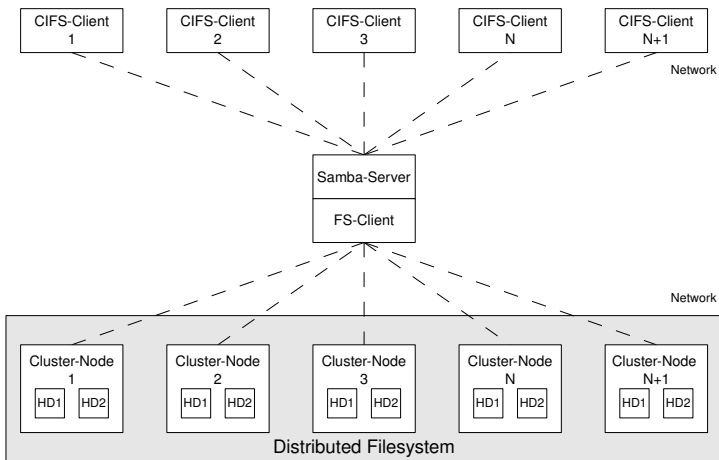 CIFS-Client CIFS-Client CIFS-Client CIFS-Client CIFS-Client
1 2 3 N N+1
Network
Samba-Server
FS-Client
Network
Cluster-Node Cluster-Node Cluster-Node Cluster-Node Cluster-Node
1 2 3 N N+1
HD1 HD2 HD1 HD2 HD1 HD2 HD1 HD2 HD1 HD2
Distributed Filesystem